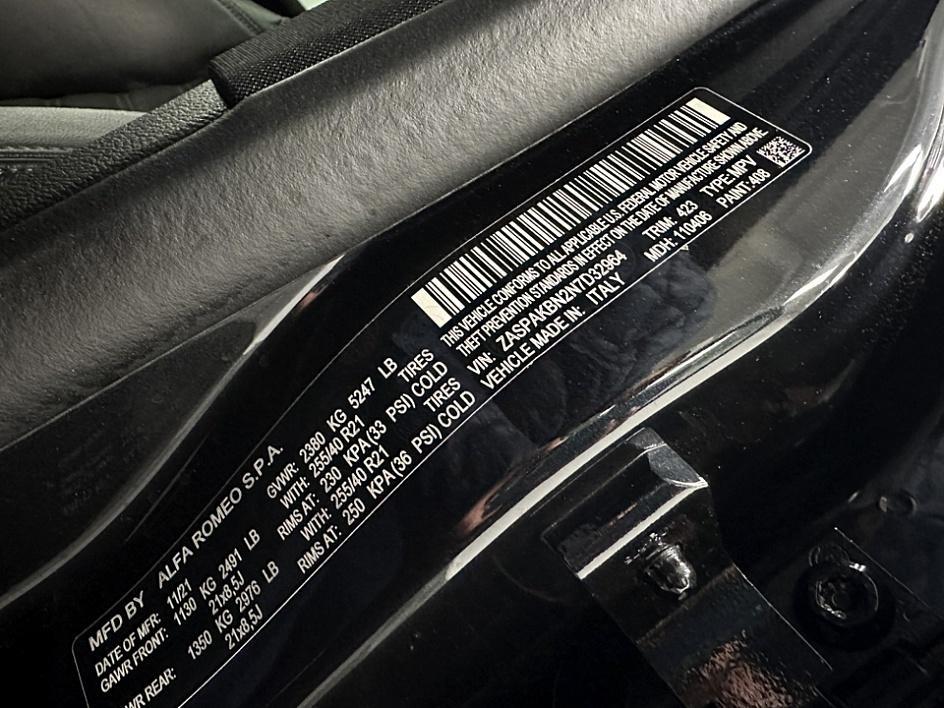 MFD BY ALFA ROMEO S.P.A.
DATE OF MFR: 11/21 GVWR: 2380 KG 5247 LB
GAWR FRONT: 1130 KG 2491 LB WITH: 255/40 R21 TIRES
21x8,5J RIMS AT: 230 KPA (33 PSI) COLD
WR REAR: 1350 KG 2976 LB WITH: 255/40 R21 TIRES
21x8,5J RIMS AT: 250 KPA (36 PSI) COLD
THIS VEHICLE CONFORMS TO ALL APPLICABLE U.S. FEDERAL MOTOR VEHICLE SAFETY AND
THEFT PREVENTION STANDARDS IN EFFECT ON THE DATE OF MANUFACTURE SHOWN ABOVE.
VIN: ZASPAKBN2N7D32964 TRIM: 423 TYPE: MPV
VEHICLE MADE IN: ITALY MDH: 110406 PAINT: 408